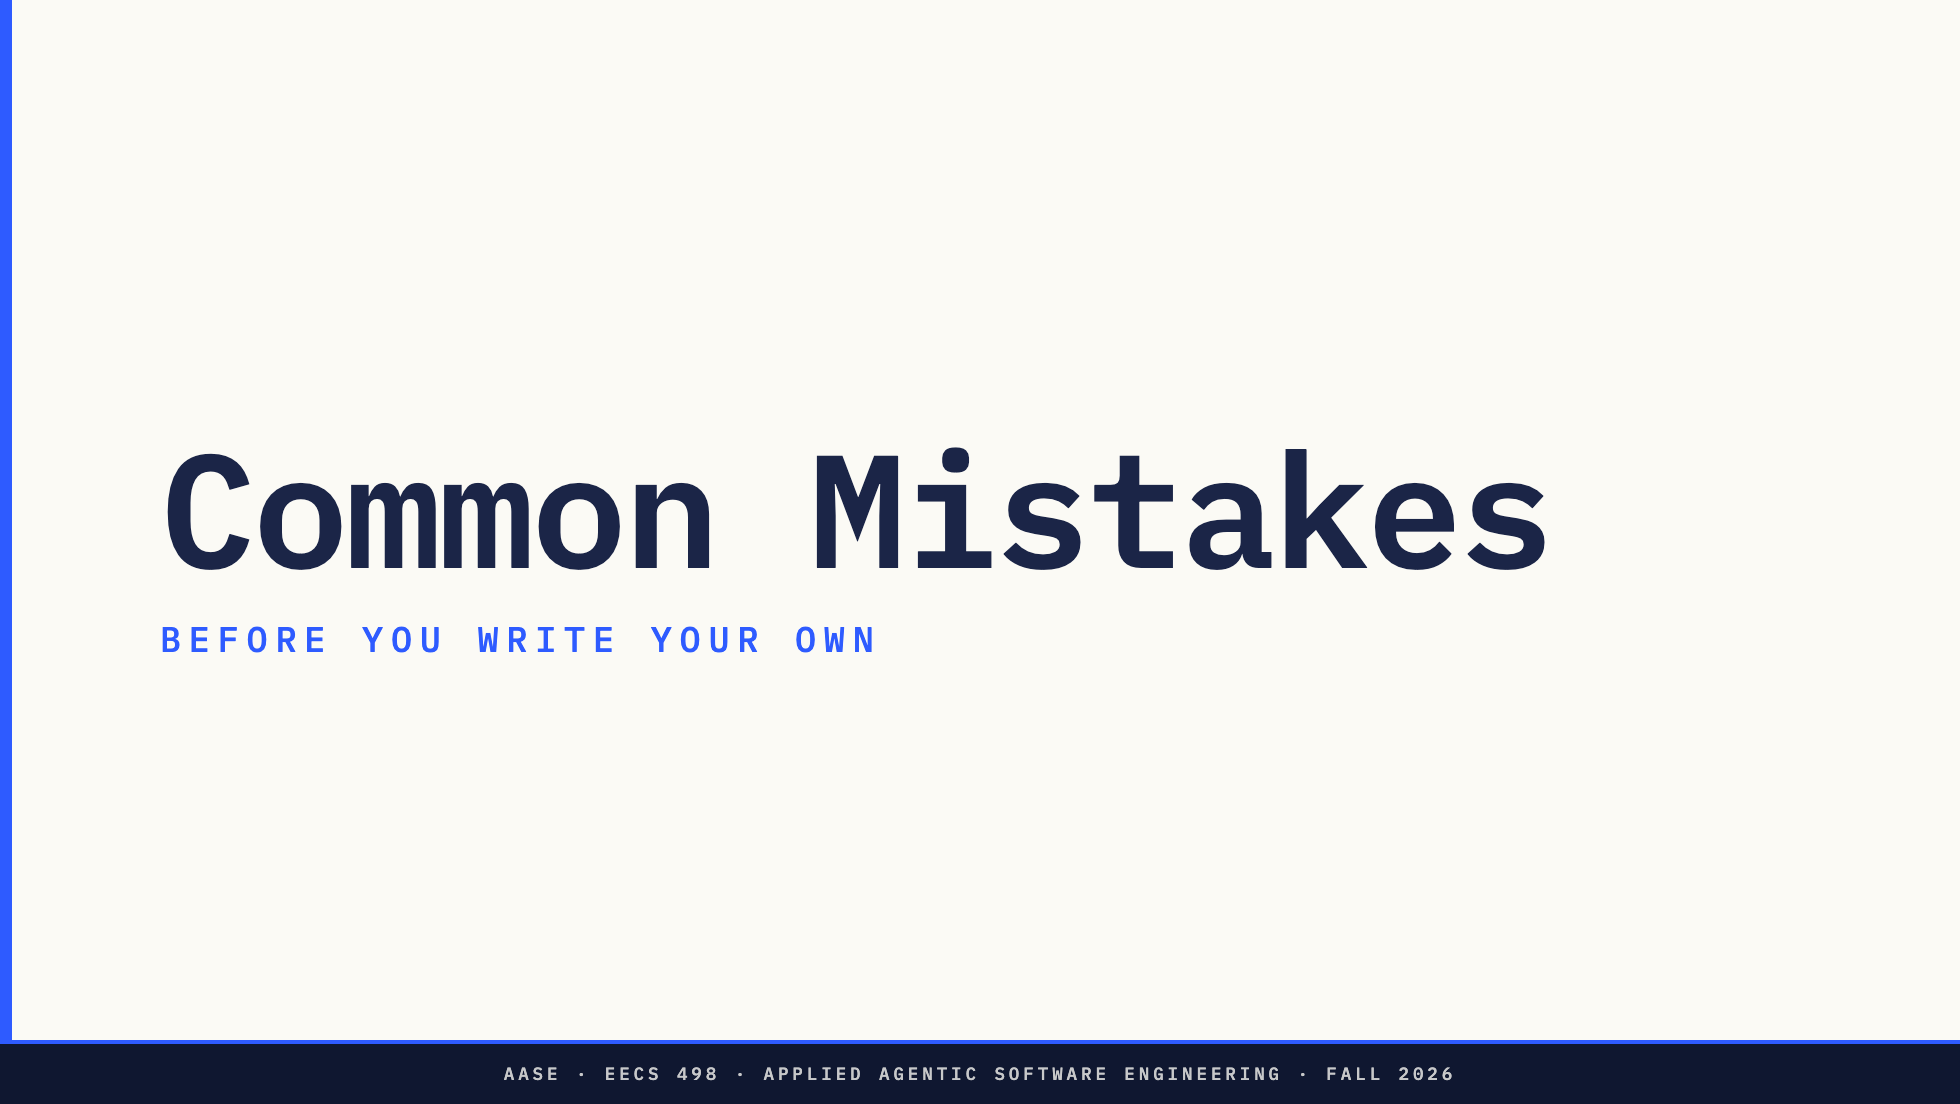 Common Mistakes
BEFORE YOU WRITE YOUR OWN
AASE · EECS 498 · APPLIED AGENTIC SOFTWARE ENGINEERING · FALL 2026